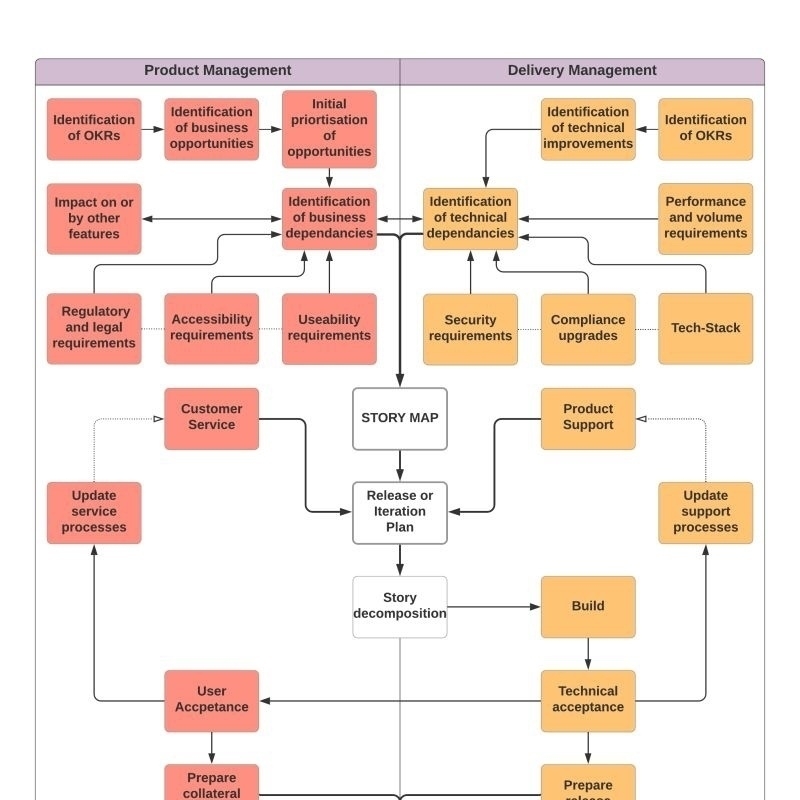 Product Management
Delivery Management
Identification
of OKRs
Identification
of business
opportunities
Initial
priortisation
of
opportunities
Identification
of technical
improvements
Identification
of OKRs
Impact on or
by other
features
Identification
of business
dependancies
Identification
of technical
dependancies
Performance
and volume
requirements
Regulatory
and legal
requirements
Accessibility
requirements
Useability
requirements
Security
requirements
Compliance
upgrades
Tech-Stack
Customer
Service
STORY MAP
Product
Support
Update
service
processes
Release or
Iteration
Plan
Update
support
processes
Story
decomposition
Build
User
Accpetance
Technical
acceptance
Prepare
collateral
Prepare
release